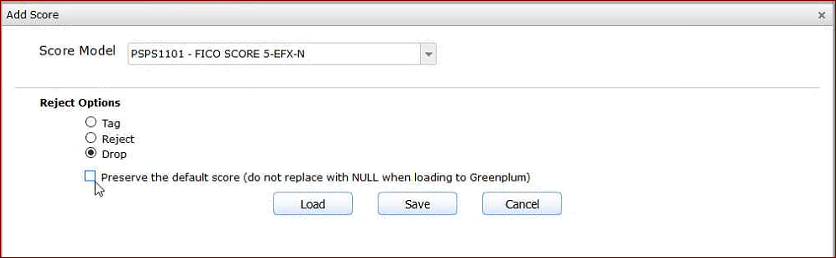 Add Score
Score Model PSPS1101 - FICO SCORE 5-EFX-N
Reject Options
Tag
Reject
Drop
Preserve the default score (do not replace with NULL when loading to Greenplum)
Load Save Cancel